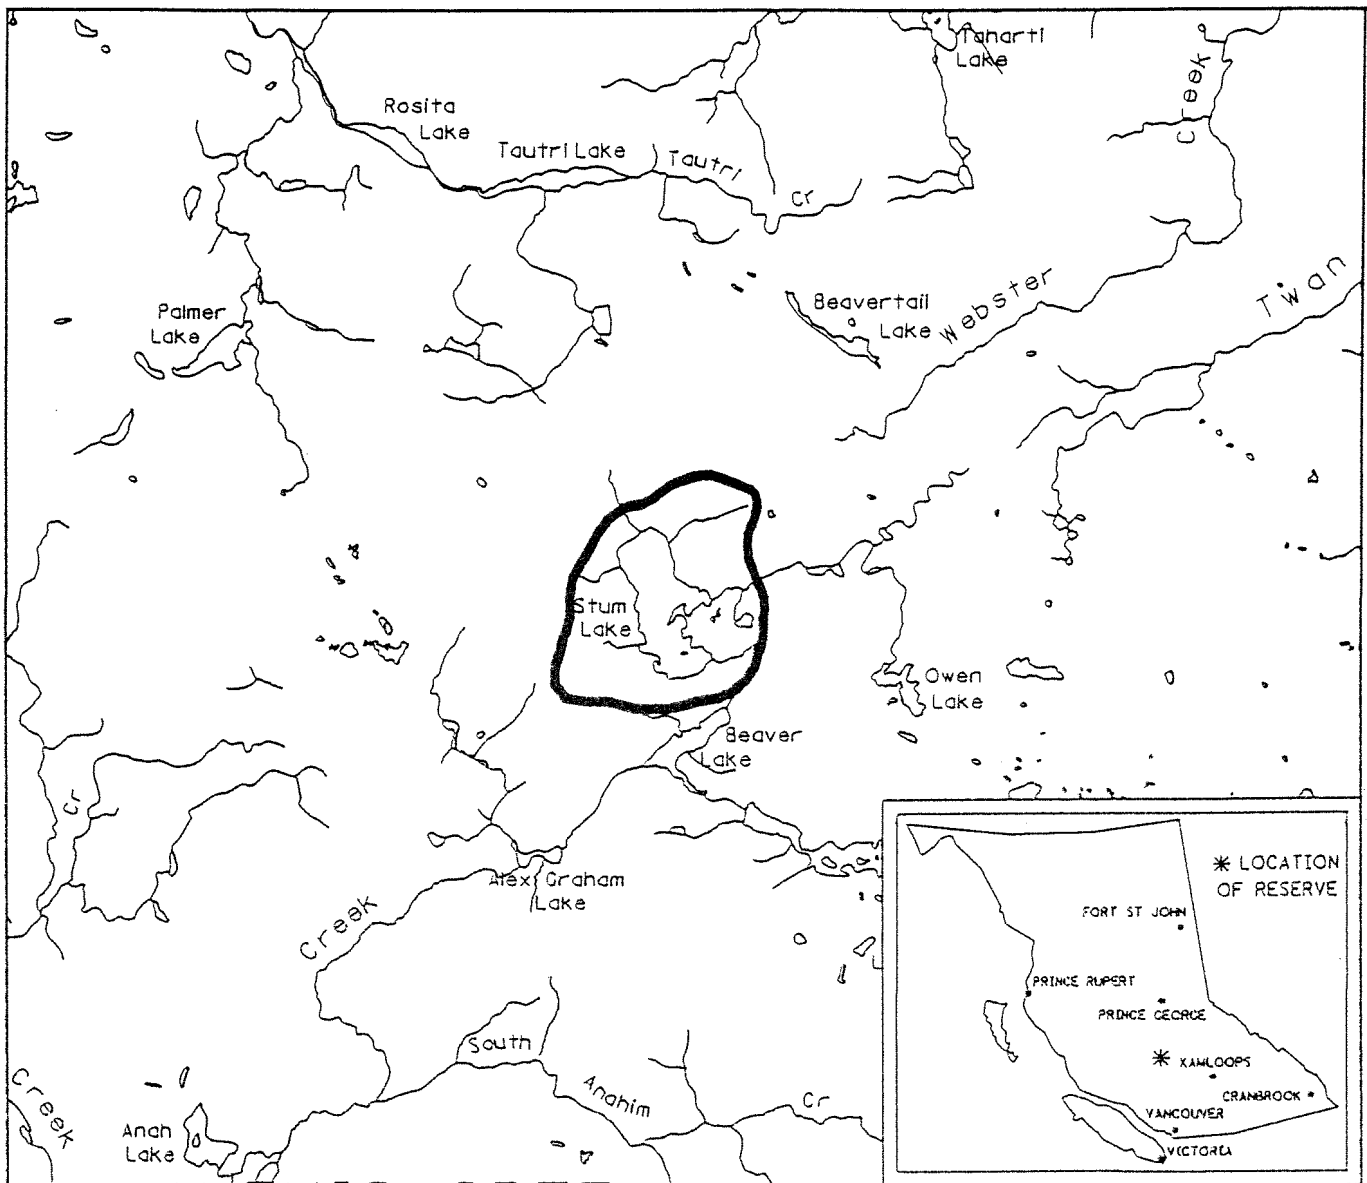 Taharti
Lake
Creek
Rosita
Lake
Tautri Lake
Tautri
Cr
Twan
Webster
Beavertail
Lake
Palmer
Lake
Stum
Lake
Owen
Lake
Beaver
Lake
Cr
Alex Graham
Lake
Creek
South
Anahim
Cr
Creek
Anah
Lake
* LOCATION
OF RESERVE
FORT ST JOHN
PRINCE RUPERT
PRINCE GEORGE
KAMLOOPS
CRANBROOK
VANCOUVER
VICTORIA